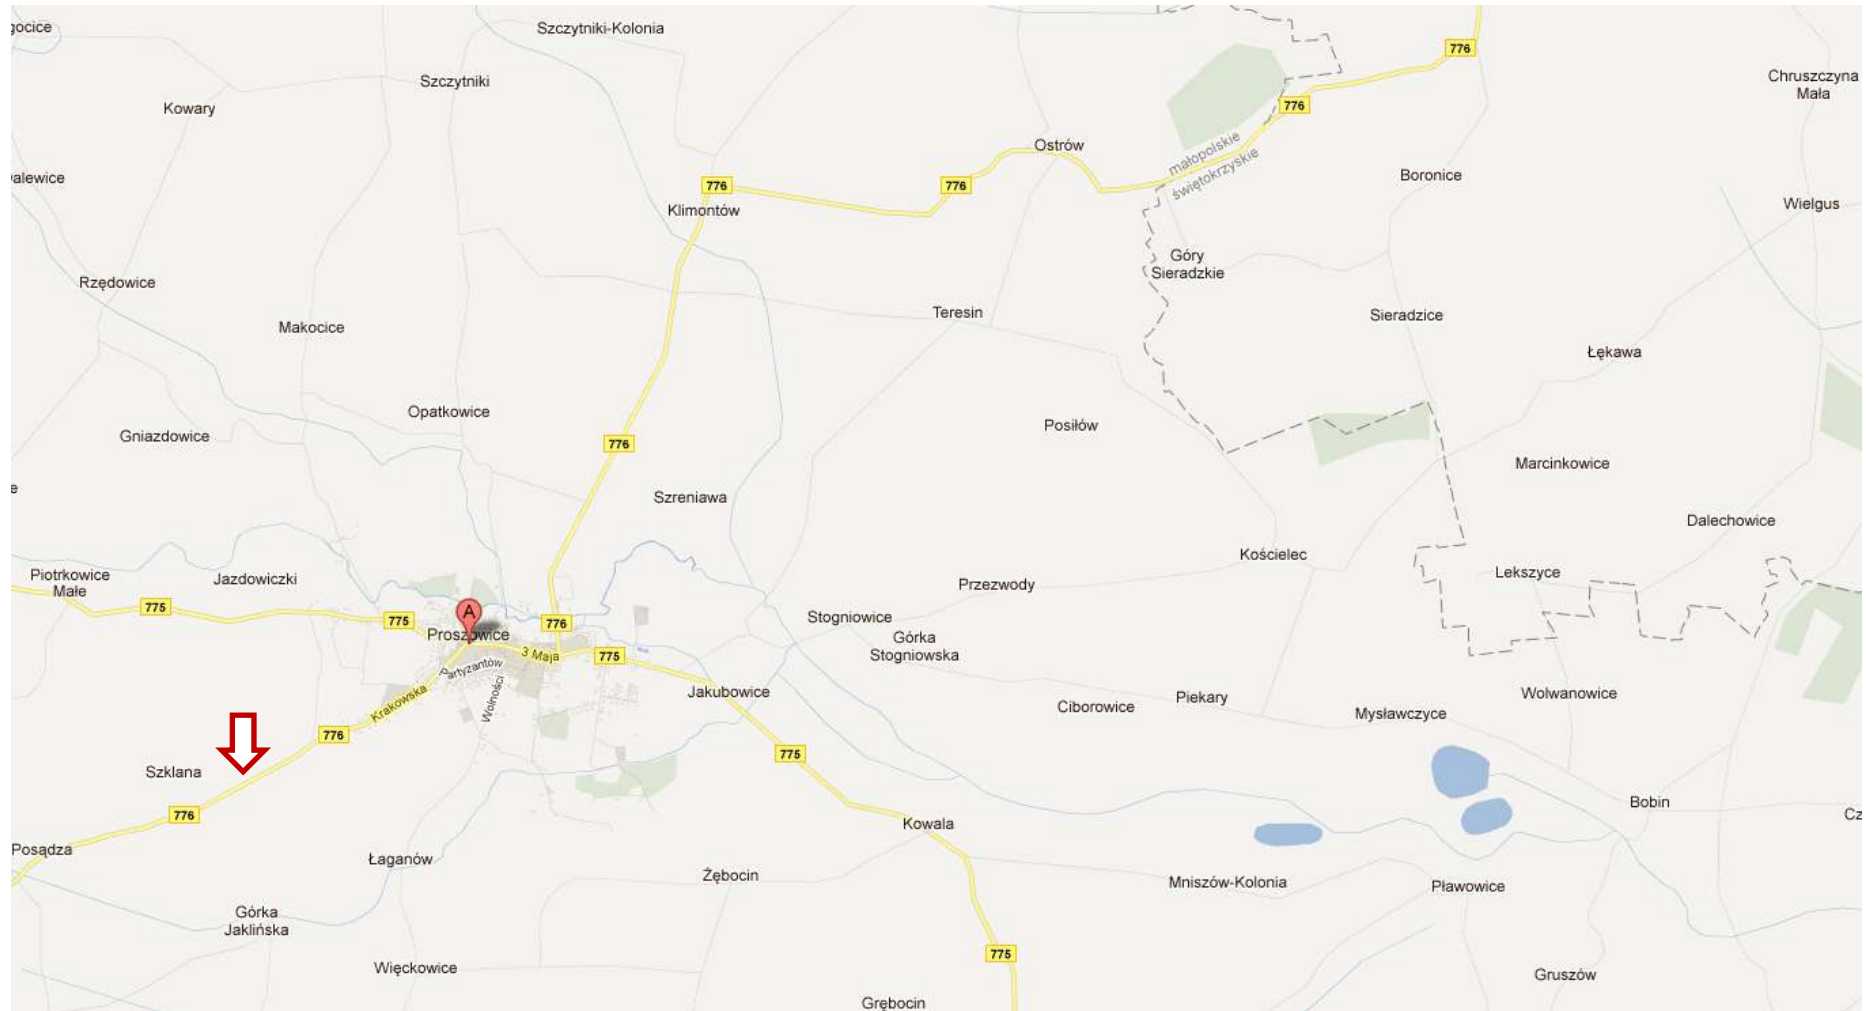 gocice
Szczytniki-Kolonia
776
Szczytniki
Chruszczyna
Mała
Kowary
776
Ostrów
małopolskie
świętokrzyskie
alewice
Boronice
776
776
Klimontów
Wielgus
Góry
Sieradzkie
Rzędowice
Teresin
Sieradzice
Makocice
Łękawa
Opatkowice
Posiłów
Gniazdowice
776
Marcinkowice
e
Szreniawa
Dalechowice
Kościelec
Piotrkowice
Małe
Jazdowiczki
Przezwody
Lekszyce
775
775
A
776
Stogniowice
Proszowice
Górka
Stogniowska
3 Maja
775
Partyzantów
Wolności
Krakowska
Jakubowice
Ciborowice
Piekary
Wolwanowice
Mysławczyce
776
775
Szklana
776
Bobin
Cz
Kowala
Posądza
Łaganów
Żębocin
Mniszów-Kolonia
Pławowice
Górka
Jaklińska
775
Więckowice
Gruszów
Grębocin